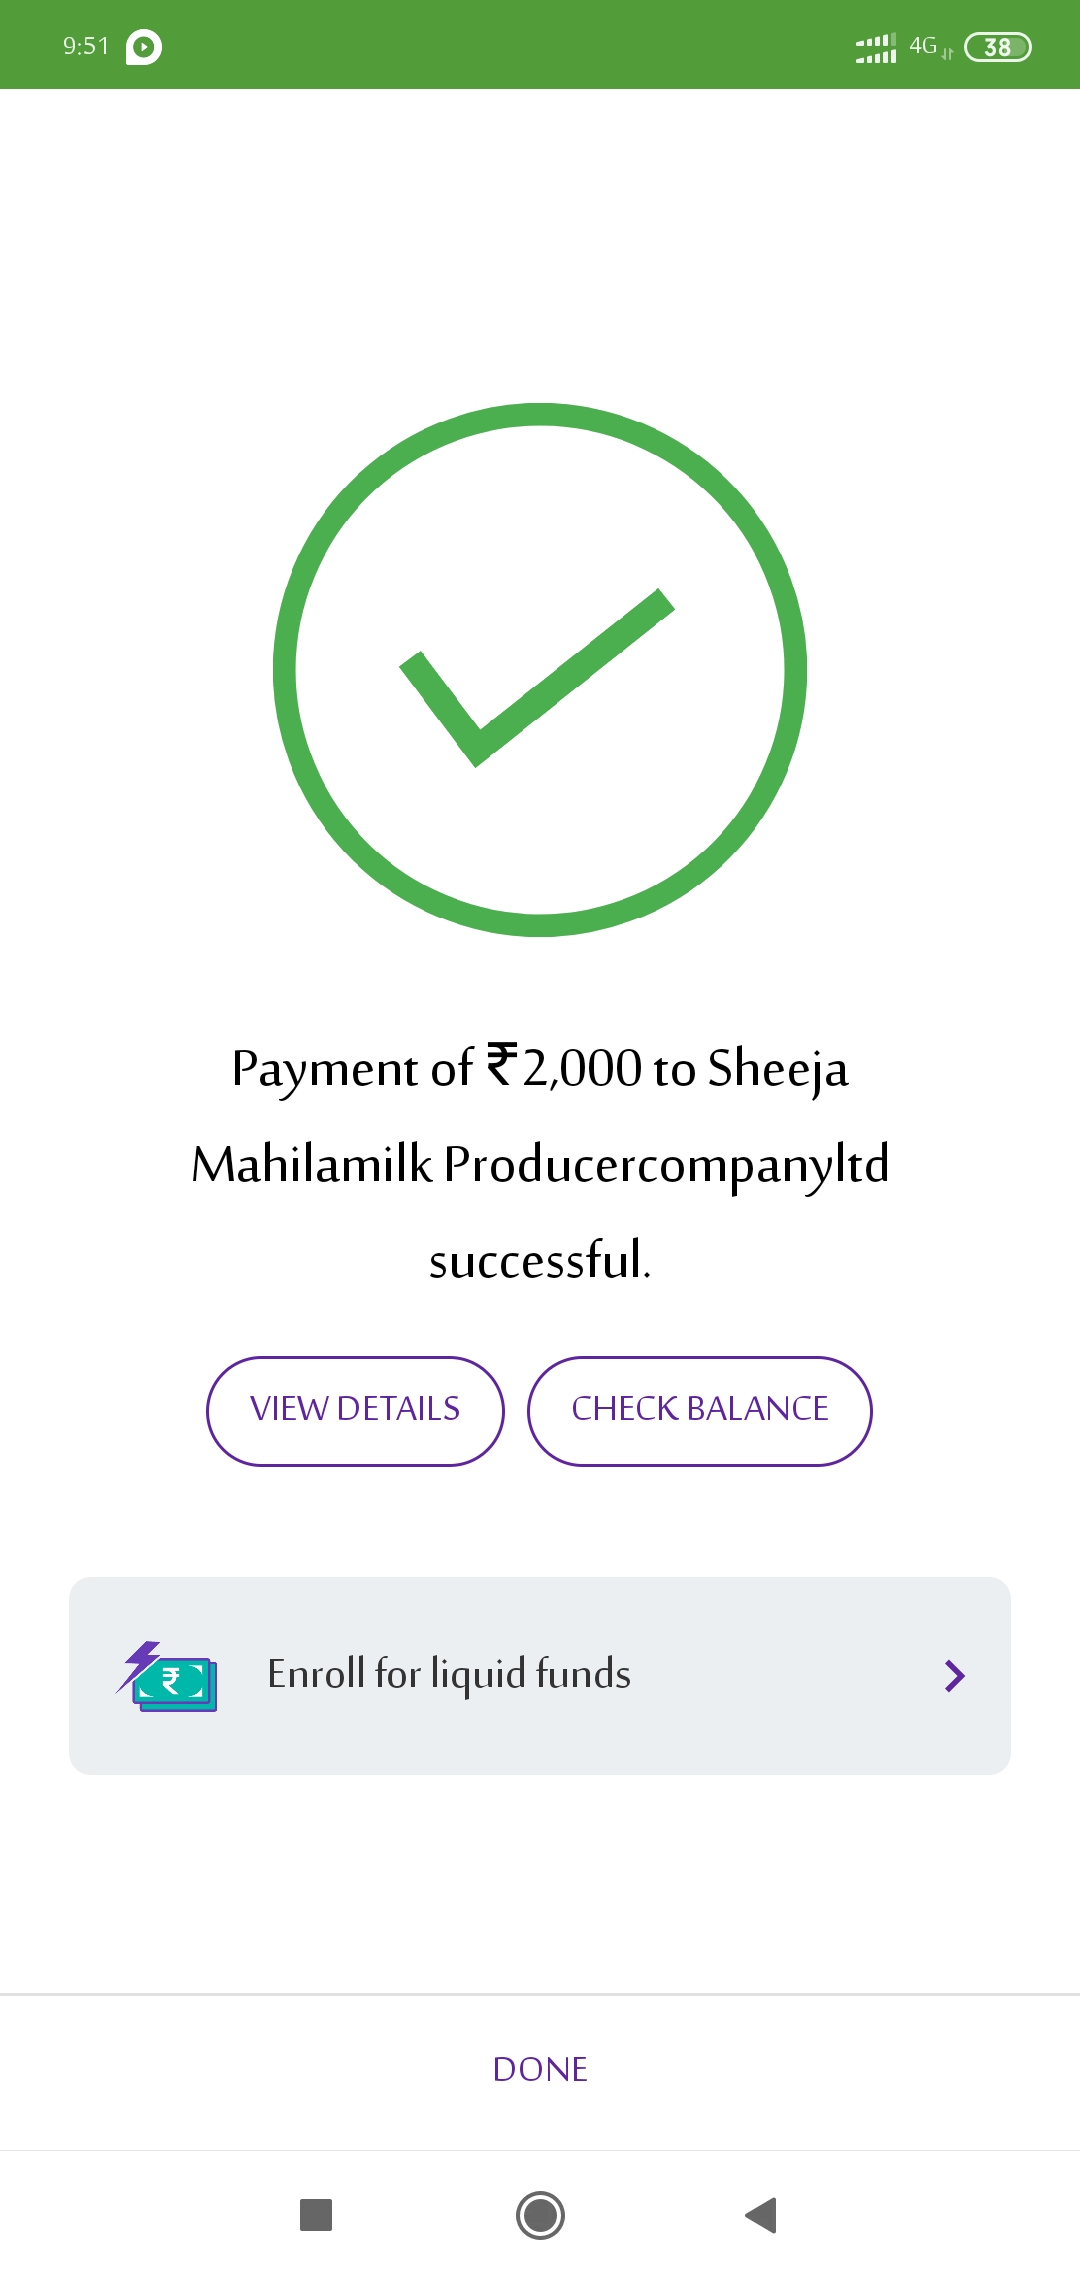 9:51
4G
38
Payment of ₹2,000 to Sheeja
Mahilamilk Producercompanyltd
successful.
VIEW DETAILS
CHECK BALANCE
₹
Enroll for liquid funds
DONE